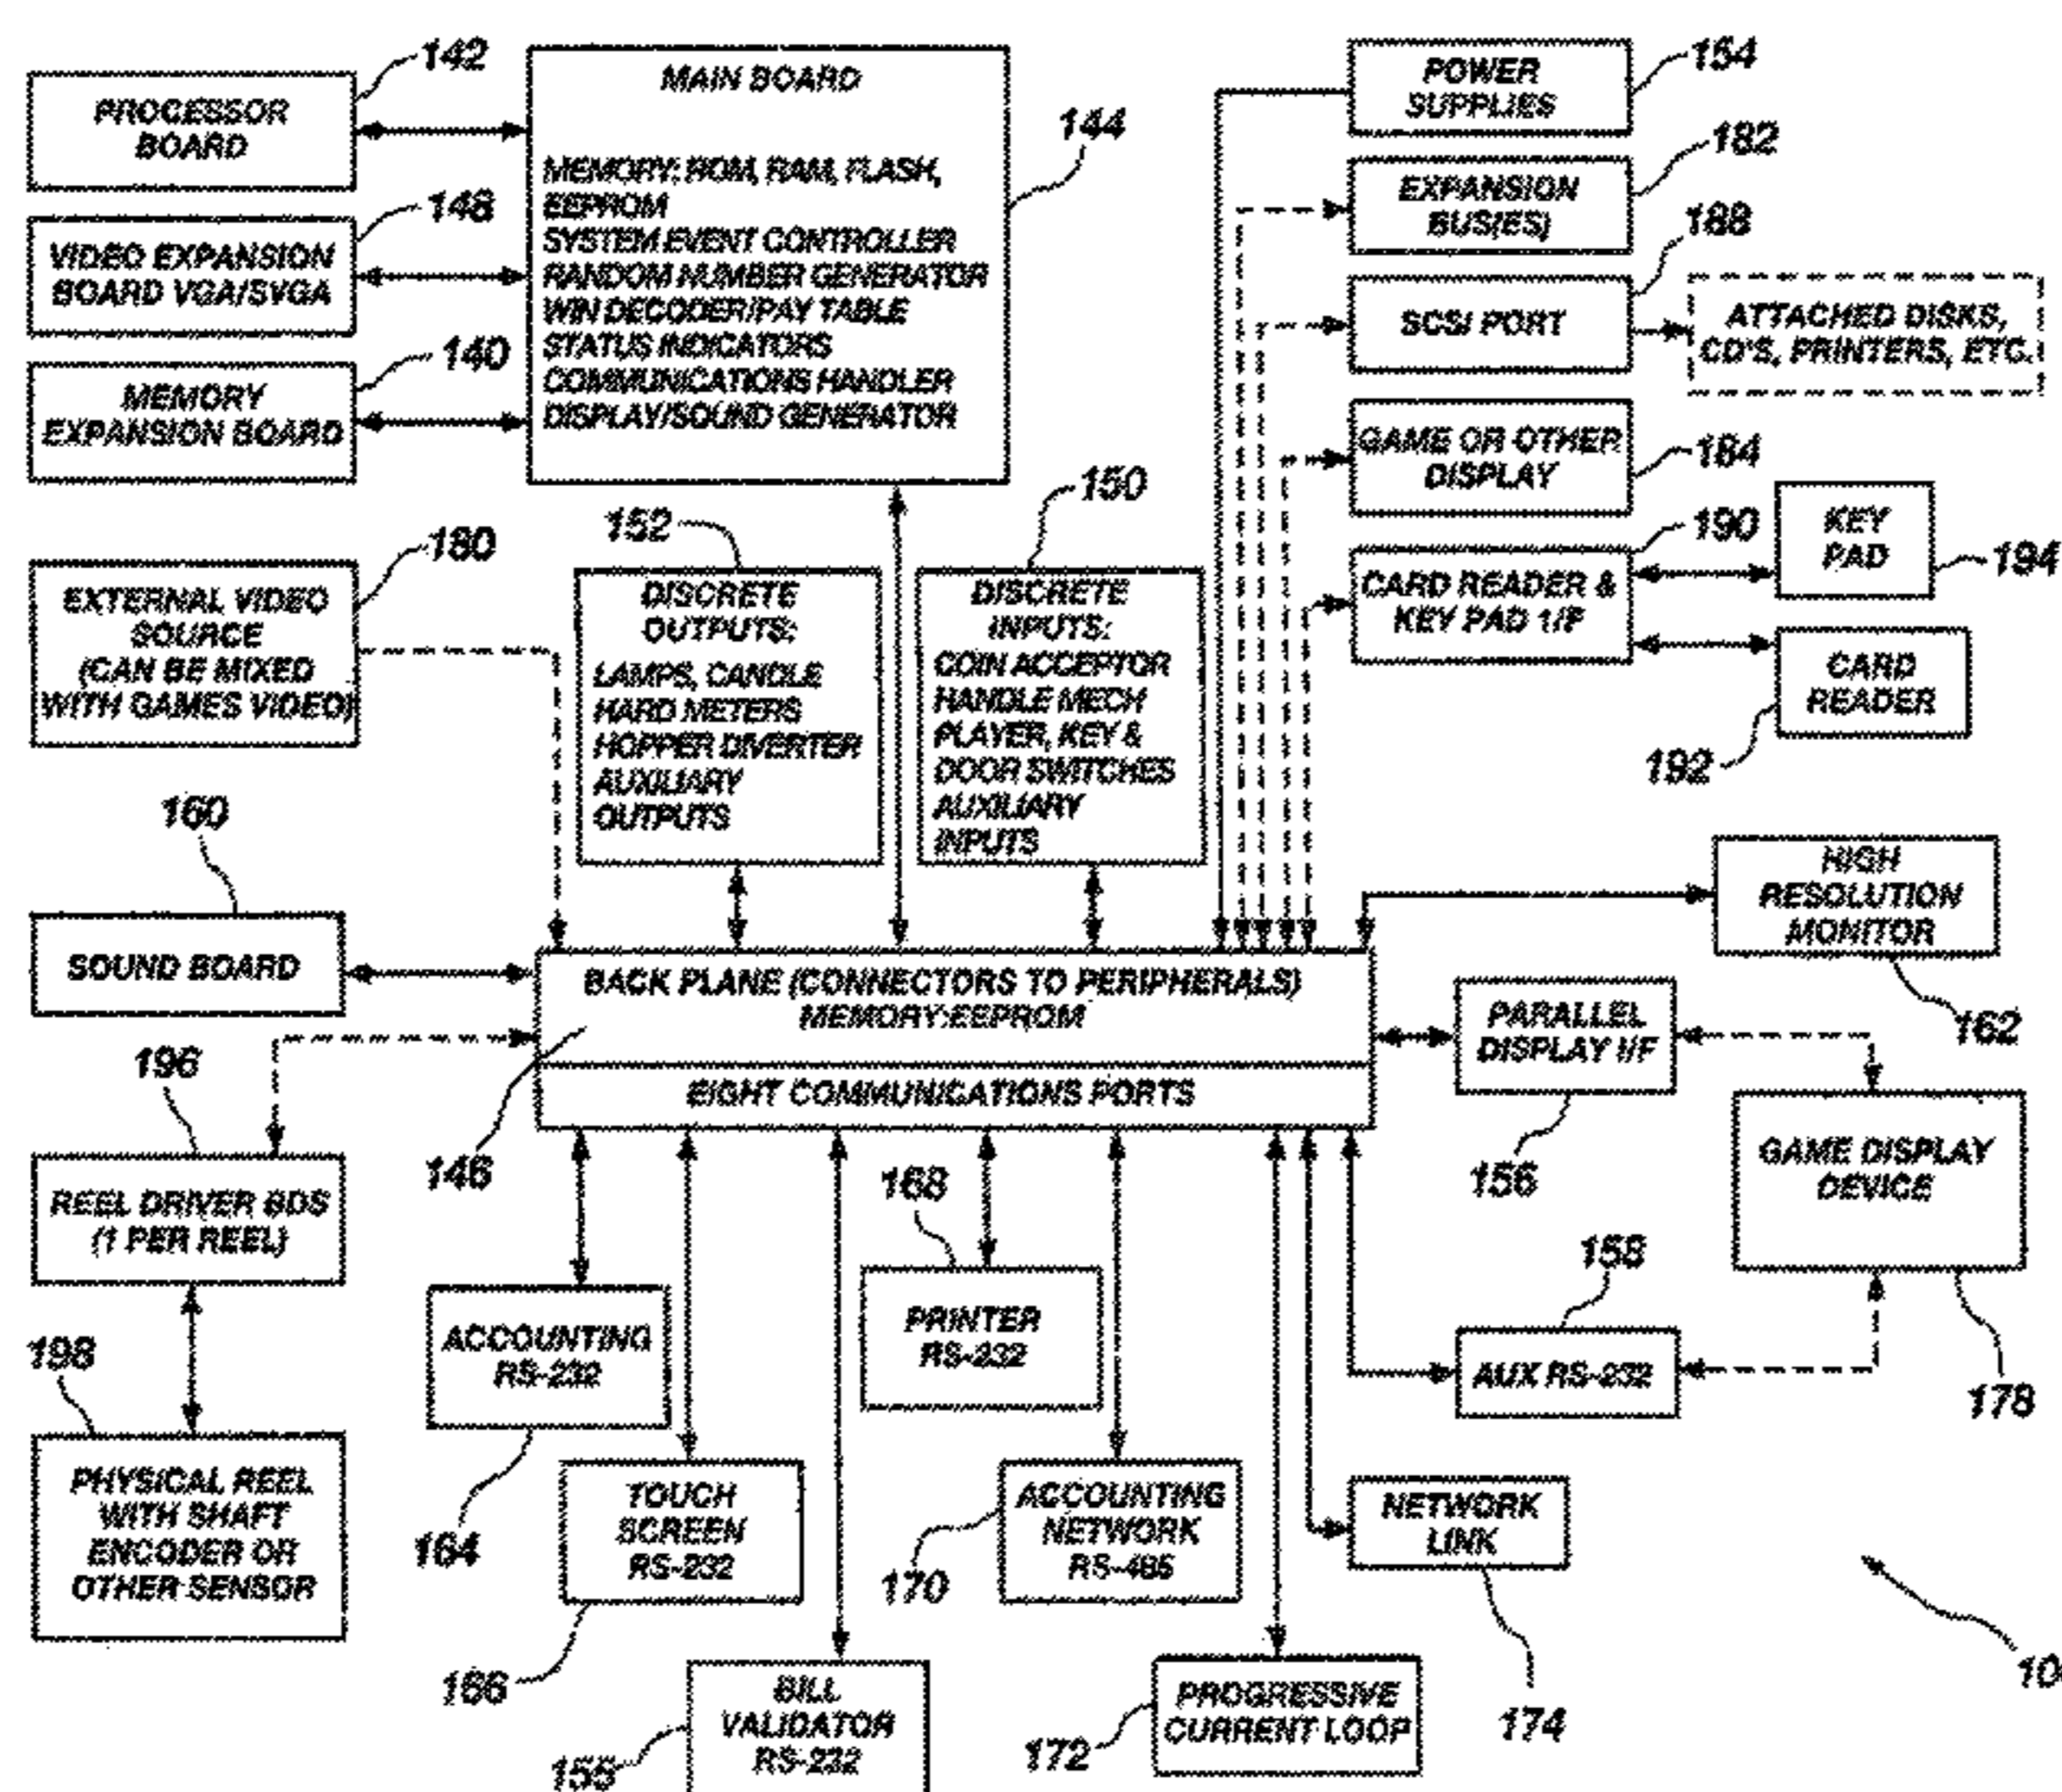 142
PROCESSOR
BOARD
148
VIDEO EXPANSION
BOARD VGA/SVGA
140
MEMORY
EXPANSION BOARD
MAIN BOARD
144
MEMORY: ROM, RAM, FLASH,
EEPROM
SYSTEM EVENT CONTROLLER
RANDOM NUMBER GENERATOR
WIN DECODER/PAY TABLE
STATUS INDICATORS
COMMUNICATIONS HANDLER
DISPLAY/SOUND GENERATOR
POWER
SUPPLIES
154
EXPANSION
BUS(ES)
182
SCSI PORT
188
ATTACHED DISKS,
CD'S, PRINTERS, ETC.
GAME OR OTHER
DISPLAY
184
CARD READER &
KEY PAD 1/F
190
KEY
PAD
194
CARD
READER
192
180
EXTERNAL VIDEO
SOURCE
(CAN BE MIXED
WITH GAMES VIDEO)
152
DISCRETE
OUTPUTS:
LAMPS, CANDLE
HARD METERS
HOPPER DIVERTER
AUXILIARY
OUTPUTS
150
DISCRETE
INPUTS:
COIN ACCEPTOR
HANDLE MECH
PLAYER, KEY &
DOOR SWITCHES
AUXILIARY
INPUTS
160
SOUND BOARD
BACK PLANE (CONNECTORS TO PERIPHERALS)
MEMORY:EEPROM
EIGHT COMMUNICATIONS PORTS
146
HIGH
RESOLUTION
MONITOR
162
PARALLEL
DISPLAY I/F
156
GAME DISPLAY
DEVICE
178
158
AUX RS-232
196
REEL DRIVER BDS
(1 PER REEL)
198
PHYSICAL REEL
WITH SHAFT
ENCODER OR
OTHER SENSOR
ACCOUNTING
RS-232
164
TOUCH
SCREEN
RS-232
166
BILL
VALIDATOR
RS-232
155
168
PRINTER
RS-232
ACCOUNTING
NETWORK
RS-485
170
PROGRESSIVE
CURRENT LOOP
172
NETWORK
LINK
174